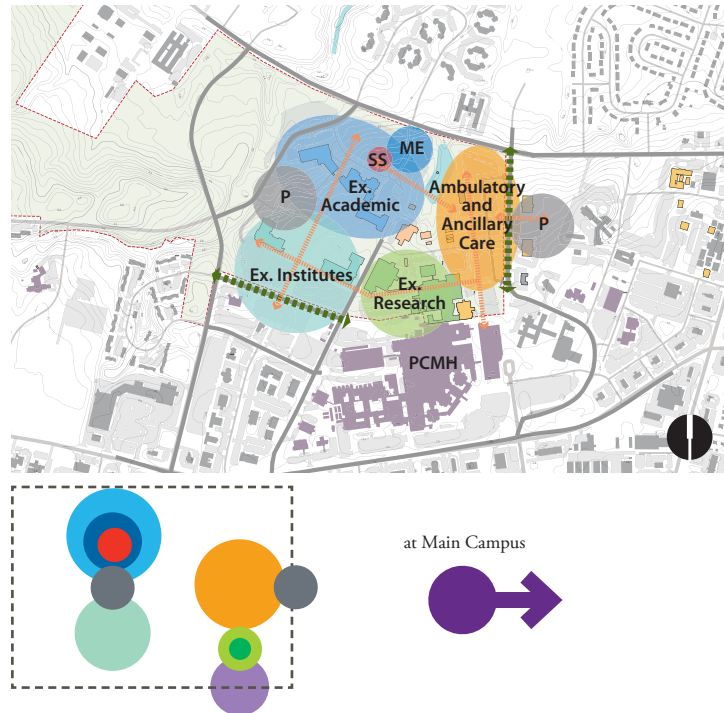 ME
SS
Ex.
Academic
P
Ambulatory
and
Ancillary
Care
P
Ex. Institutes
Ex.
Research
PCMH
at Main Campus